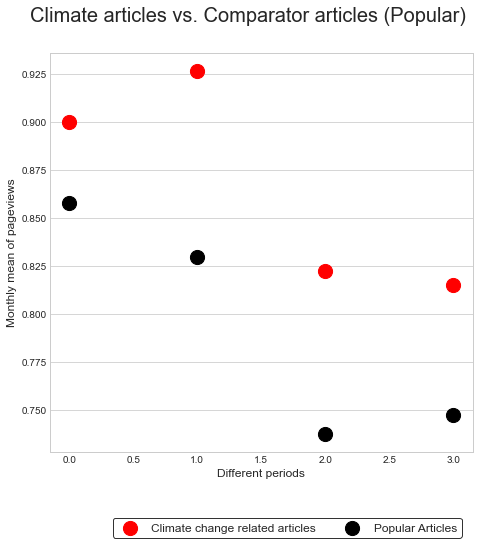 Climate articles vs. Comparator articles (Popular)
0.925
0.900
0.875
0.850
0.825
0.800
0.775
0.750
Monthly mean of pageviews
0.0 0.5 1.0 1.5 2.0 2.5 3.0
Different periods
Climate change related articles Popular Articles